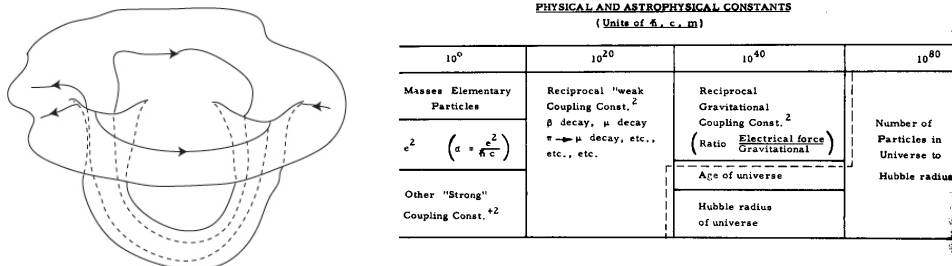 PHYSICAL AND ASTROPHYSICAL CONSTANTS
(Units of ℏ, c, m)
10⁰
10²⁰
10⁴⁰
10⁸⁰
Masses Elementary
Particles
e² (α = e²/ℏc)
Other "Strong"
Coupling Const.⁺²
Reciprocal "weak
Coupling Const.²
β decay, μ decay
π → μ decay, etc.,
etc., etc.
Reciprocal
Gravitational
Coupling Const.²
(Ratio Electrical force/Gravitational)
Age of universe
Hubble radius
of universe
Number of
Particles in
Universe to
Hubble radius